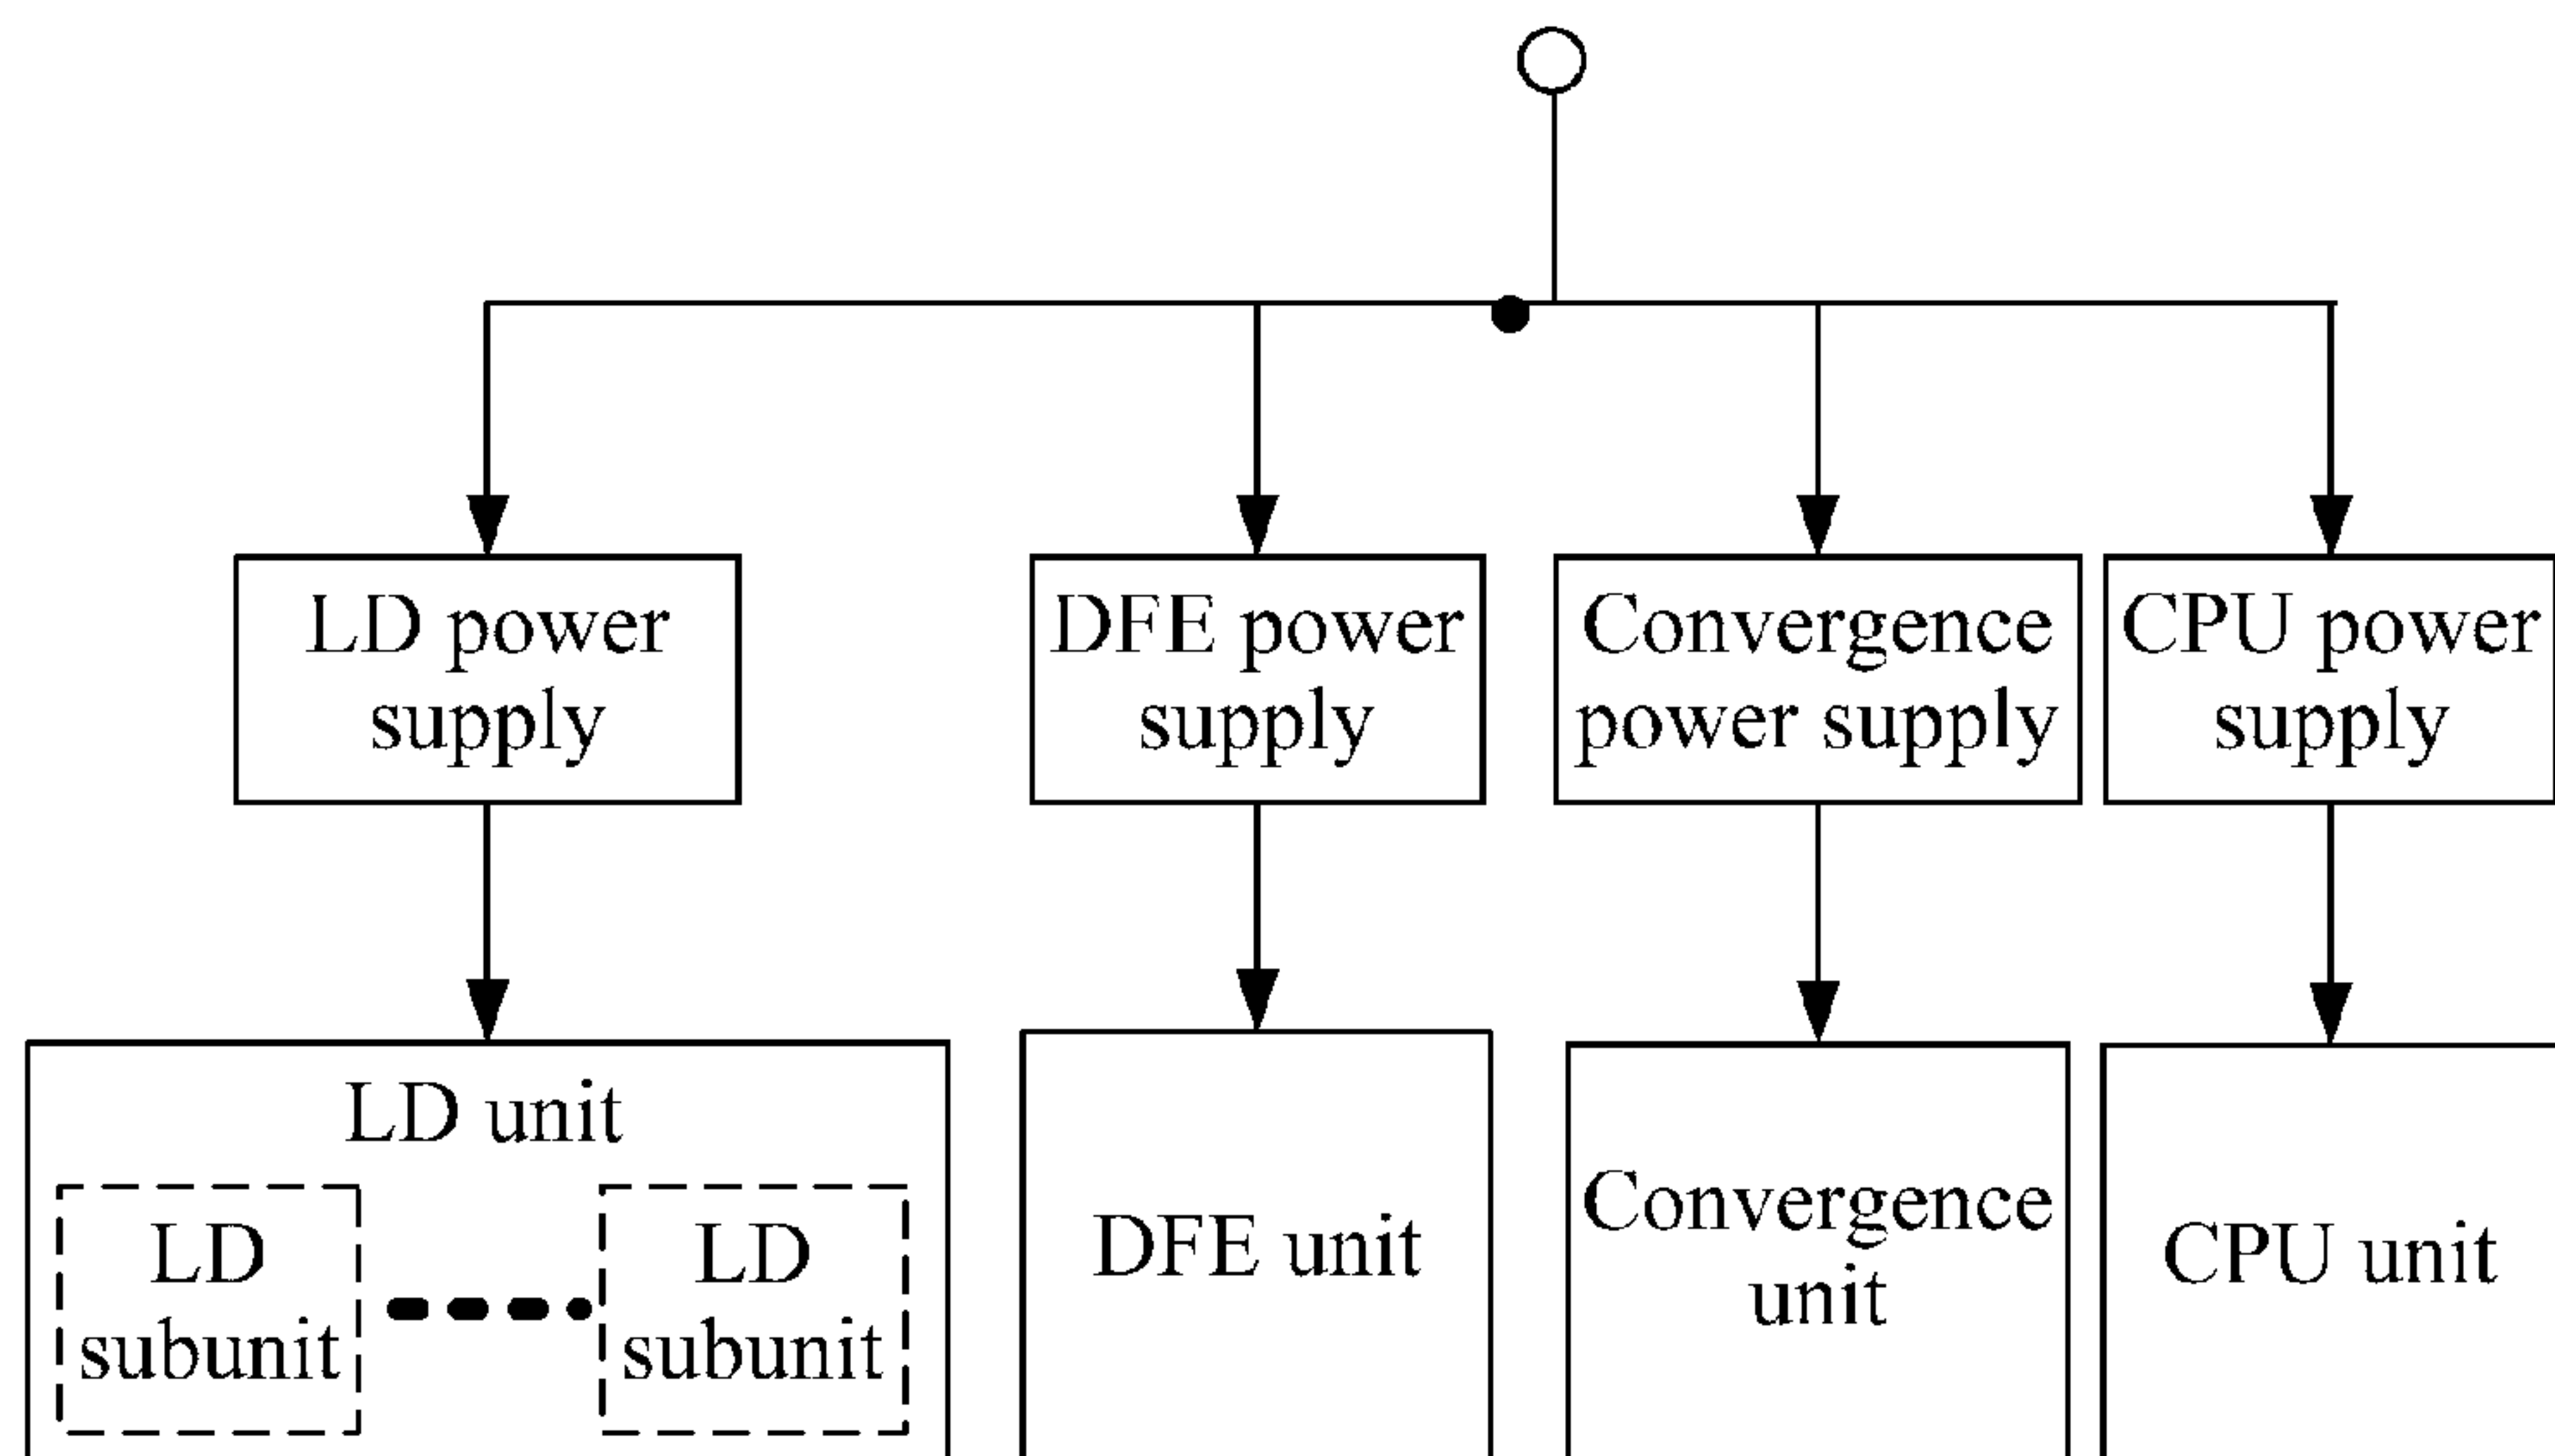 LD power
supply
DFE power
supply
Convergence
power supply
CPU power
supply
LD unit
LD
subunit
LD
subunit
DFE unit
Convergence
unit
CPU unit